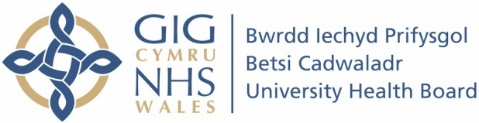 GIG
CYMRU
NHS
WALES
Bwrdd Iechyd Prifysgol
Betsi Cadwaladr
University Health Board